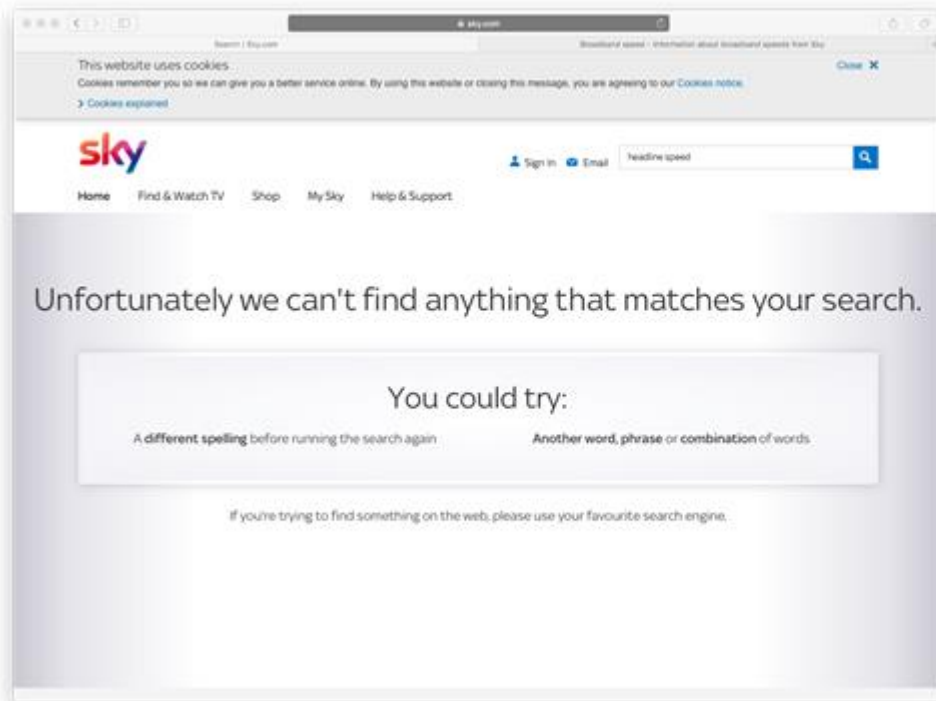 sky.com
Search | Sky.com
Broadband speed - Information about broadband speeds from Sky
This website uses cookies
Close X
Cookies remember you so we can give you a better service online. By using this website or closing this message, you are agreeing to our Cookies notice.
> Cookies explained
sky
Sign in Email headline speed
Home Find & Watch TV Shop My Sky Help & Support
Unfortunately we can't find anything that matches your search.
You could try:
A different spelling before running the search again
Another word, phrase or combination of words
If you're trying to find something on the web, please use your favourite search engine.